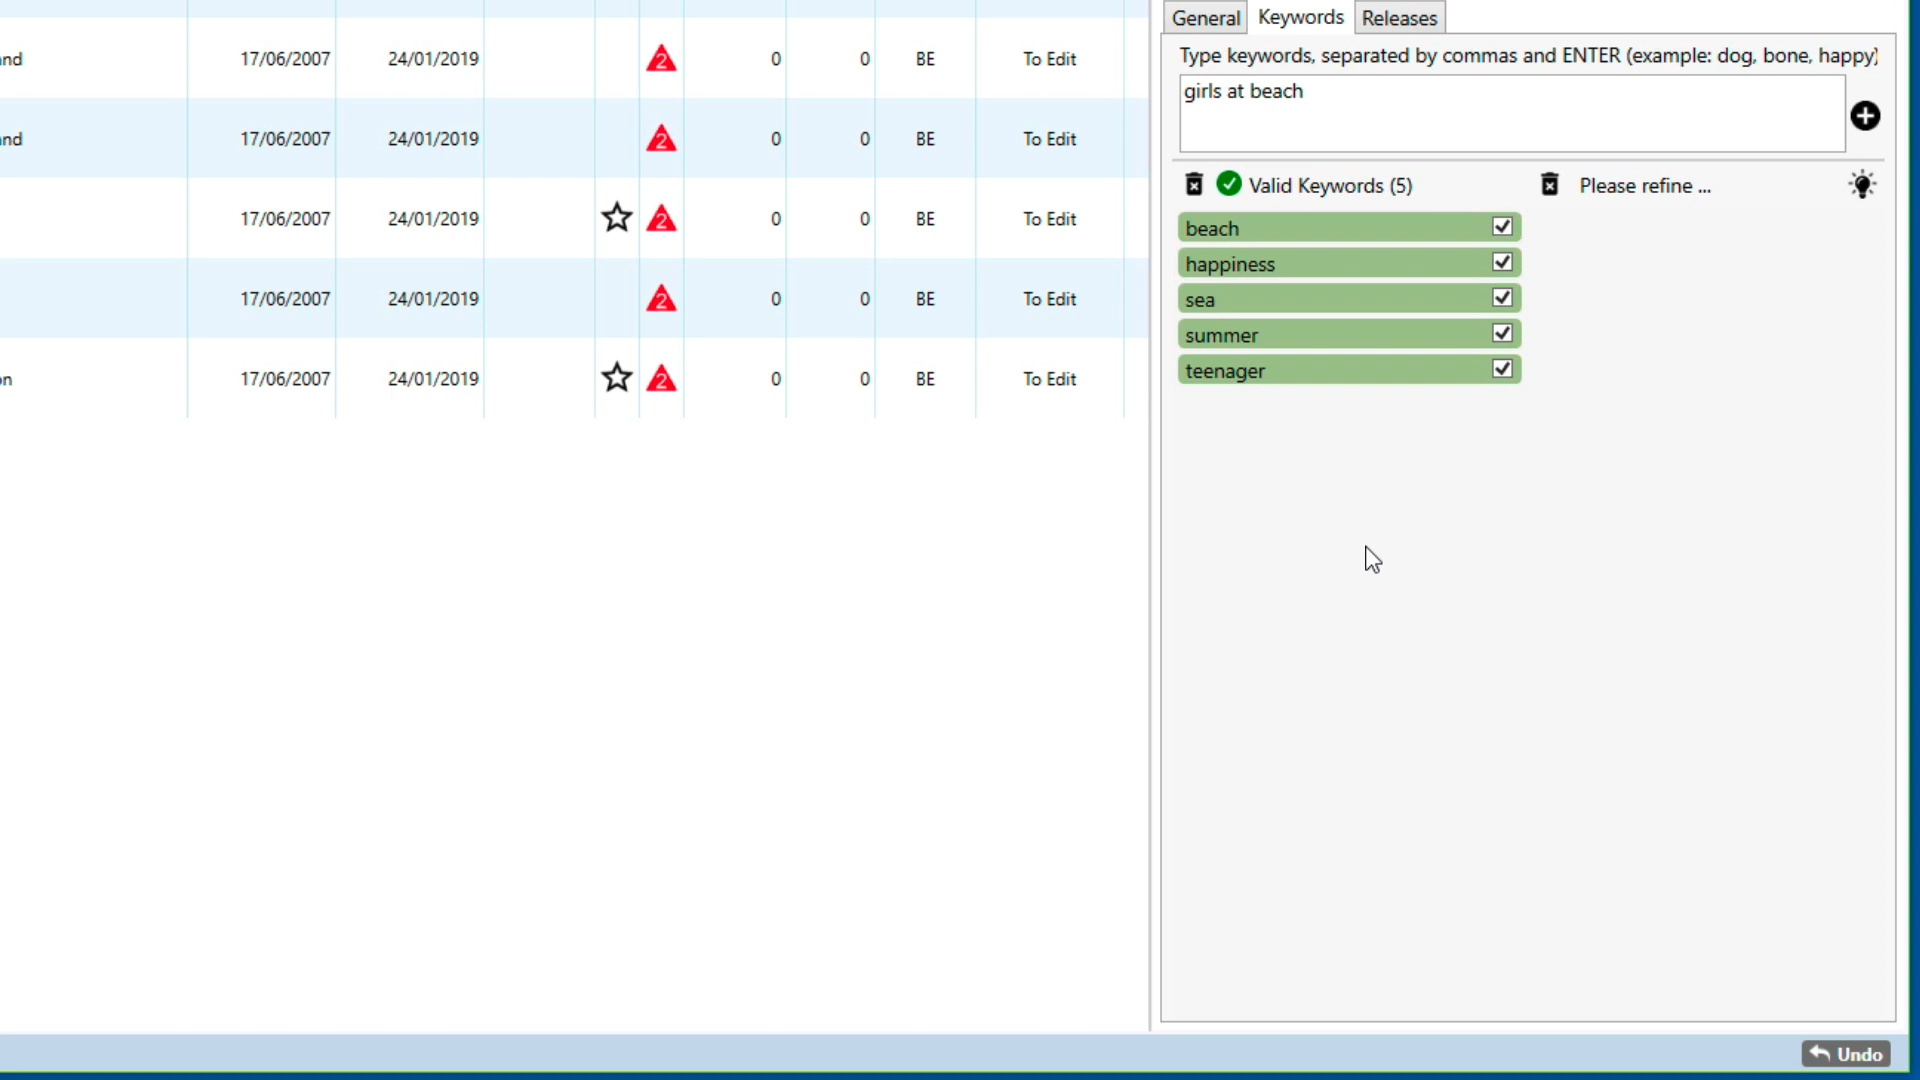 General Keywords Releases
Type keywords, separated by commas and ENTER (example: dog, bone, happy)
girls at beach
Valid Keywords (5) Please refine ...
beach
happiness
sea
summer
teenager
nd 17/06/2007 24/01/2019 2 0 0 BE To Edit
nd 17/06/2007 24/01/2019 2 0 0 BE To Edit
17/06/2007 24/01/2019 2 0 0 BE To Edit
17/06/2007 24/01/2019 2 0 0 BE To Edit
on 17/06/2007 24/01/2019 2 0 0 BE To Edit
Undo